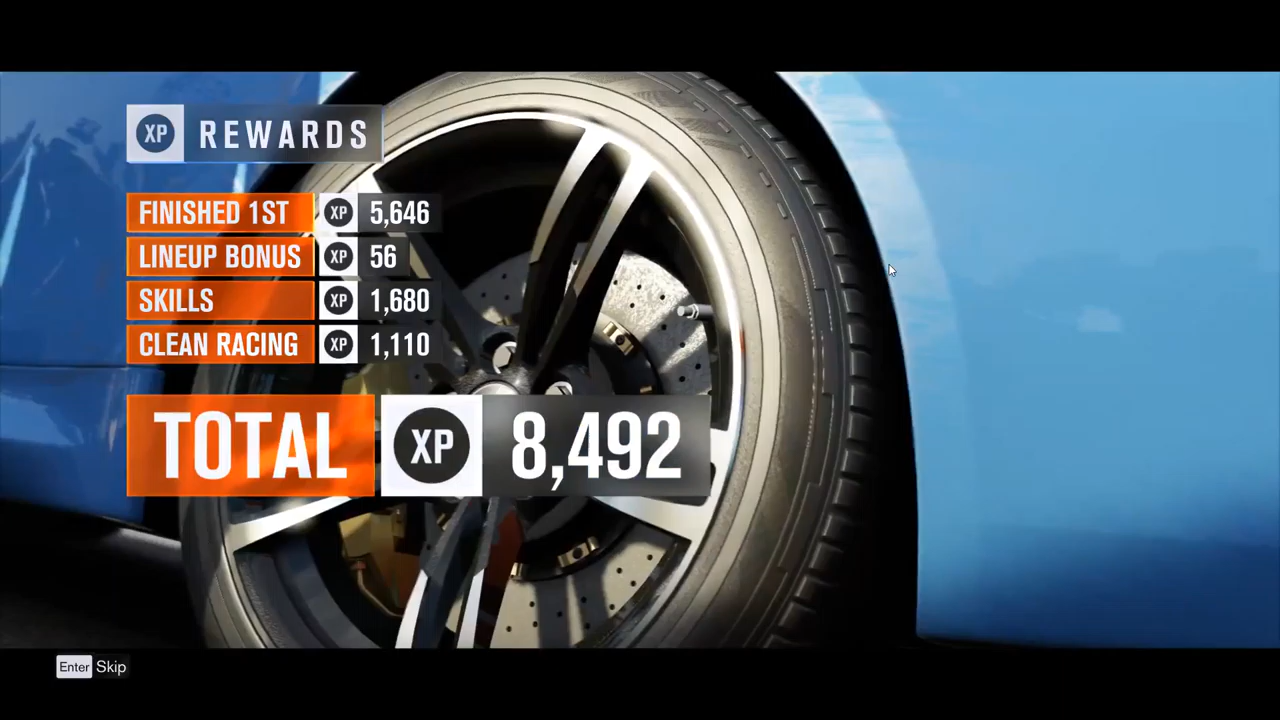 XP REWARDS
FINISHED 1ST XP 5,646
LINEUP BONUS XP 56
SKILLS XP 1,680
CLEAN RACING XP 1,110
TOTAL XP 8,492
Enter Skip